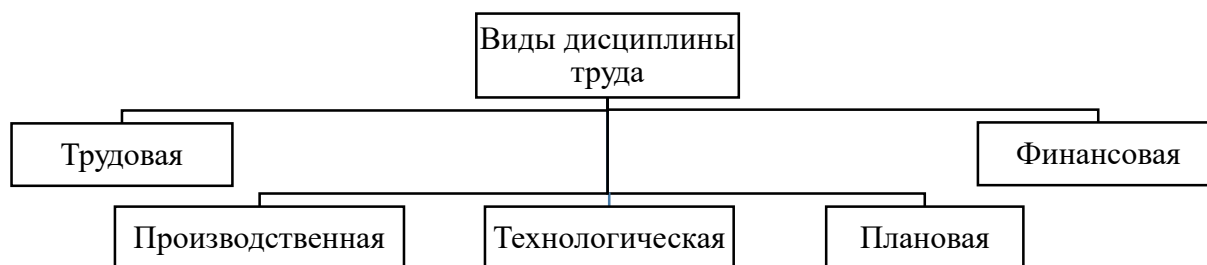 Виды дисциплины
труда
Трудовая
Финансовая
Производственная
Технологическая
Плановая